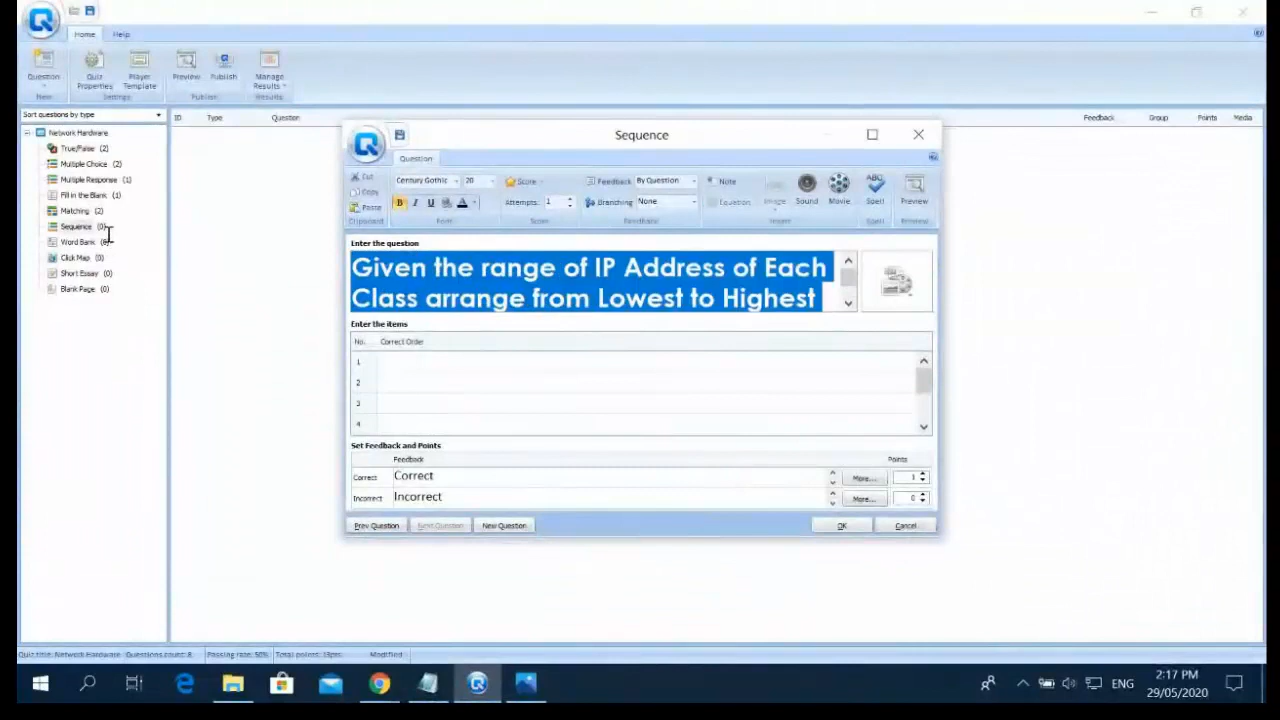 Home
Help
Question
Quiz Properties
Player Template
Preview
Publish
Manage Results
New
Settings
Publish
Results
Sort questions by type
ID Type Question Feedback Group Points Media
Network Hardware
True/False (2)
Multiple Choice (2)
Multiple Response (1)
Fill in the Blank (1)
Matching (2)
Sequence (0)
Word Bank
Click Map (0)
Short Essay (0)
Blank Page (0)
Sequence
Question
Cut
Copy
Paste
Clipboard
Century Gothic 20
B I U A
Font
Score
Attempts: 1
Score
Feedback By Question
Branching None
Feedback
Note
Equation
Image
Sound
Movie
Insert
ABC
Spell
Spell
Preview
Preview
Enter the question
Given the range of IP Address of Each
Class arrange from Lowest to Highest
Enter the items
No. Correct Order
1
2
3
4
Set Feedback and Points
Feedback Points
Correct Correct More... 1
Incorrect Incorrect More... 0
Prev Question Next Question New Question OK Cancel
Quiz title: Network Hardware Questions count: 8 Passing rate: 50% Total points: 13pts Modified
ENG
2:17 PM
29/05/2020